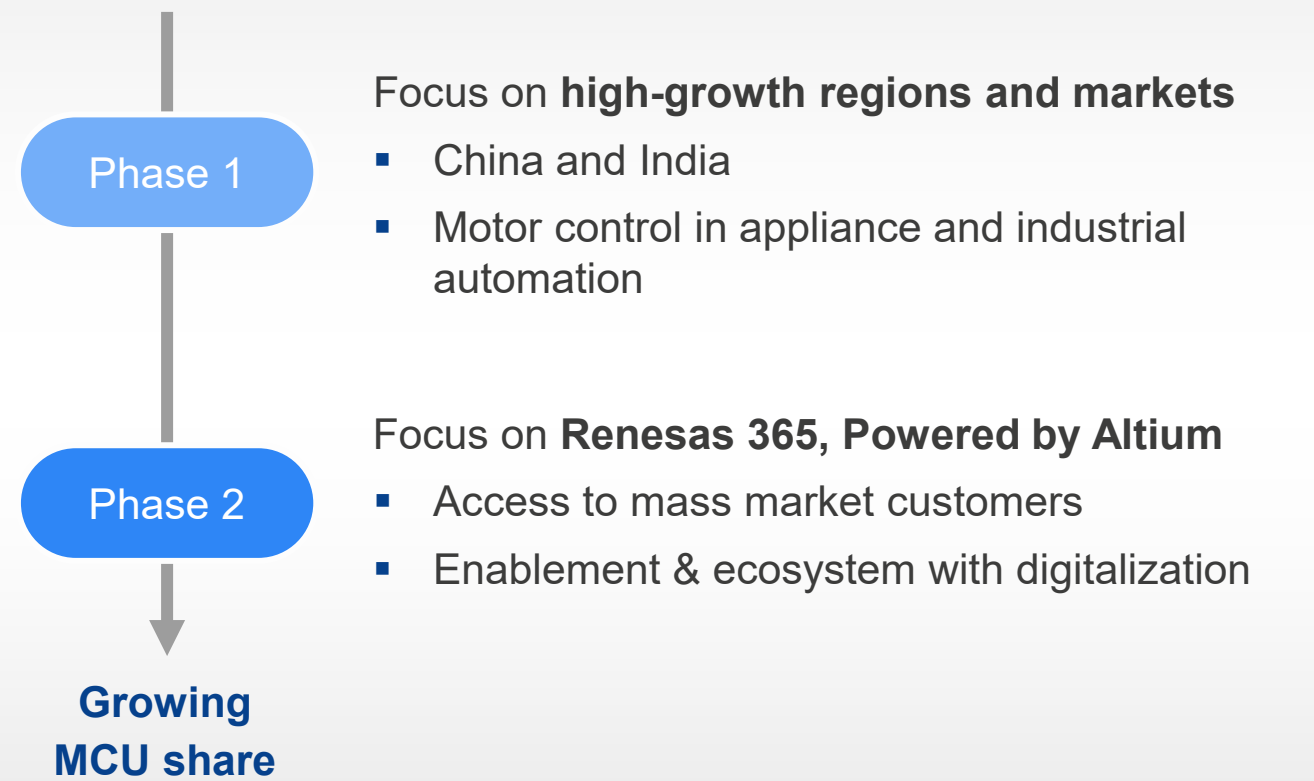 Phase 1
Focus on high-growth regions and markets
▪ China and India
▪ Motor control in appliance and industrial
automation
Phase 2
Focus on Renesas 365, Powered by Altium
▪ Access to mass market customers
▪ Enablement & ecosystem with digitalization
Growing
MCU share